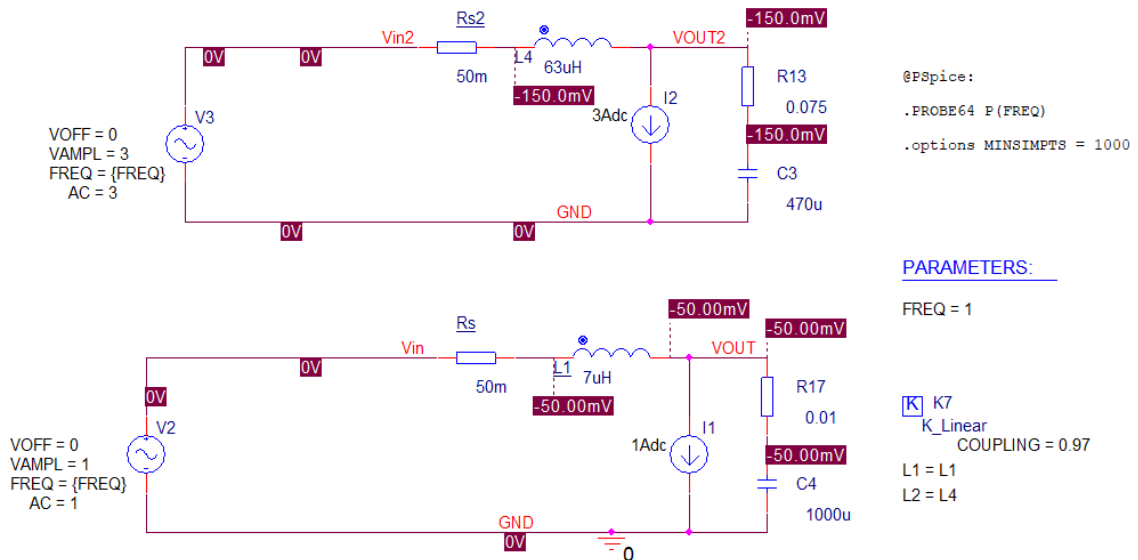 -150.0mV
Rs2
Vin2
VOUT2
0V
0V
L4
63uH
50m
-150.0mV
R13
0.075
@PSpice:
.PROBE64 P(FREQ)
.options MINSIMPTS = 1000
V3
I2
3Adc
-150.0mV
VOFF = 0
VAMPL = 3
FREQ = {FREQ}
AC = 3
C3
470u
GND
0V
0V
PARAMETERS:
FREQ = 1
-50.00mV
-50.00mV
Rs
Vin
VOUT
0V
L1
7uH
50m
0V
-50.00mV
R17
0.01
K K7
K_Linear
COUPLING = 0.97
L1 = L1
L2 = L4
V2
I1
1Adc
-50.00mV
VOFF = 0
VAMPL = 1
FREQ = {FREQ}
AC = 1
C4
1000u
GND
0V
0